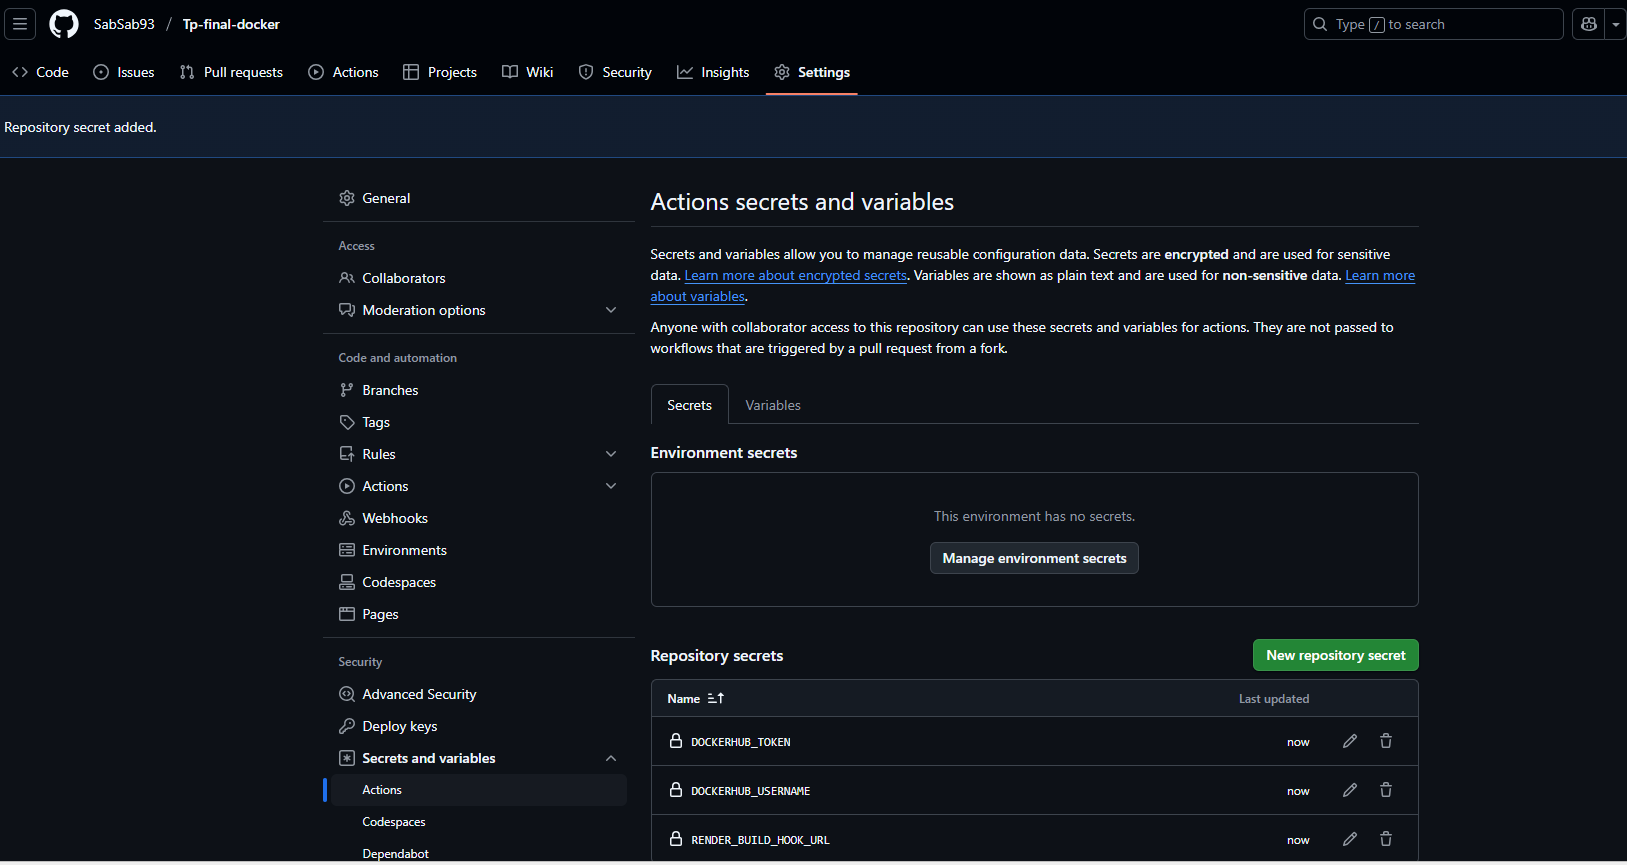 SabSab93 / Tp-final-docker
Type / to search
Code Issues Pull requests Actions Projects Wiki Security Insights Settings
Repository secret added.
General
Access
Collaborators
Moderation options
Code and automation
Branches
Tags
Rules
Actions
Webhooks
Environments
Codespaces
Pages
Security
Advanced Security
Deploy keys
Secrets and variables
Actions
Codespaces
Dependabot
Actions secrets and variables
Secrets and variables allow you to manage reusable configuration data. Secrets are encrypted and are used for sensitive
data. Learn more about encrypted secrets. Variables are shown as plain text and are used for non-sensitive data. Learn more
about variables.
Anyone with collaborator access to this repository can use these secrets and variables for actions. They are not passed to
workflows that are triggered by a pull request from a fork.
Secrets Variables
Environment secrets
This environment has no secrets.
Manage environment secrets
Repository secrets
New repository secret
Name Last updated
DOCKERHUB_TOKEN now
DOCKERHUB_USERNAME now
RENDER_BUILD_HOOK_URL now